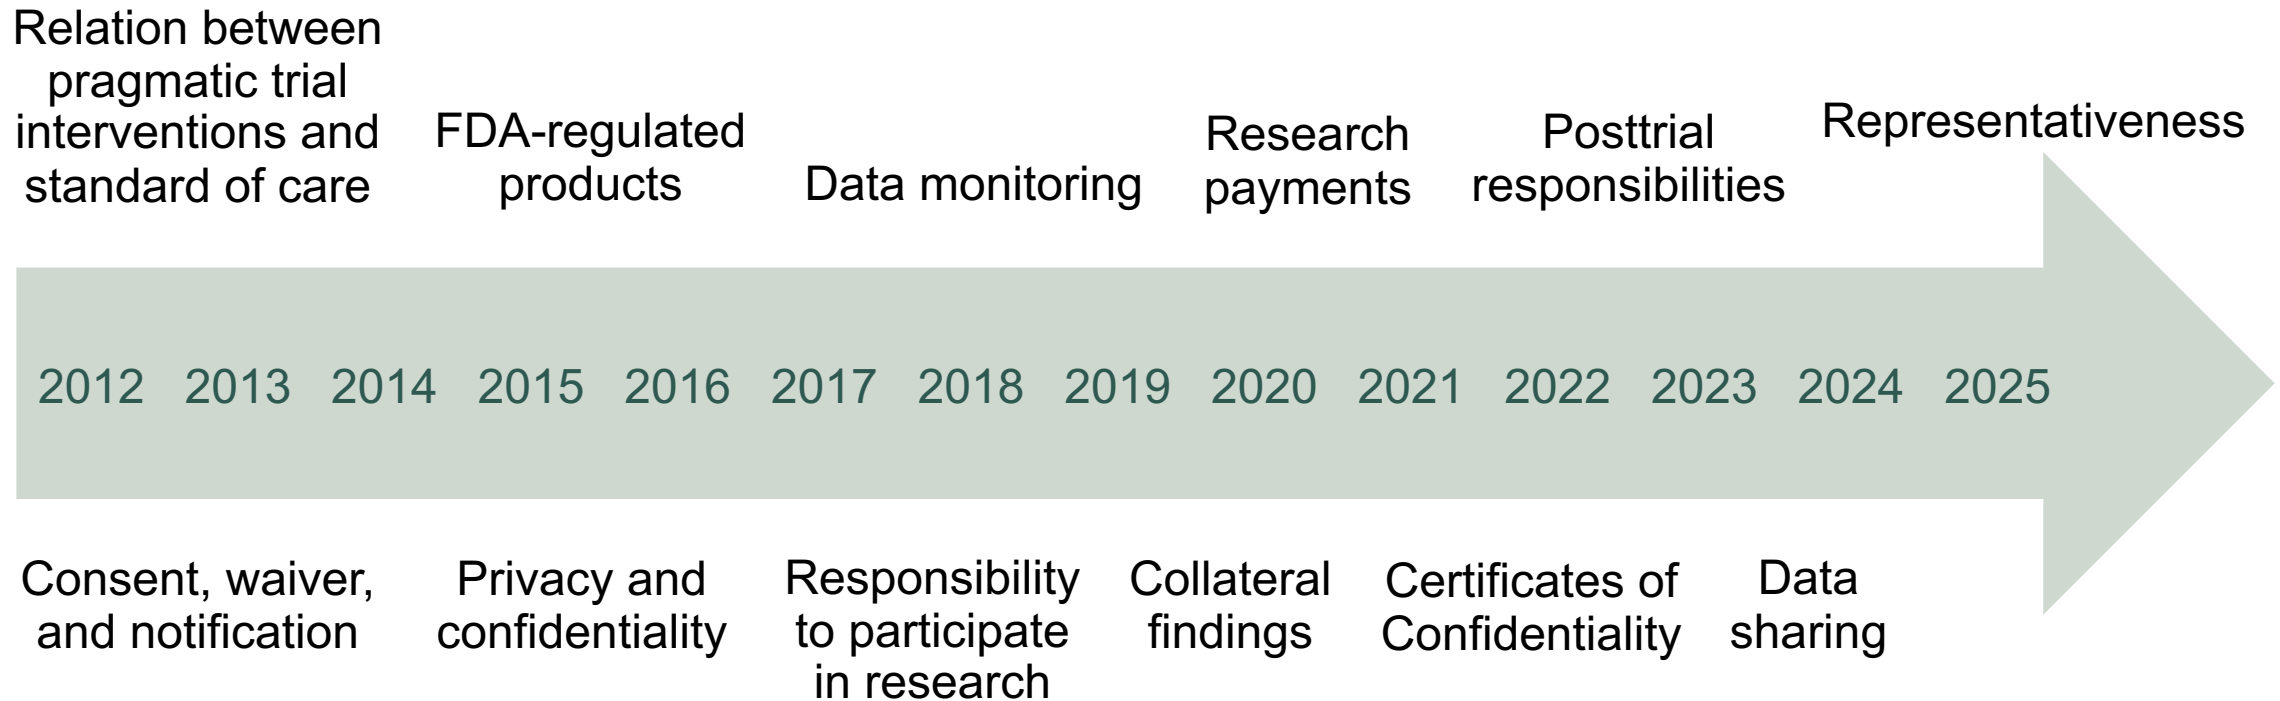 Relation between
pragmatic trial
interventions and
standard of care
FDA-regulated
products
Data monitoring
Research
payments
Posttrial
responsibilities
Representativeness
2012 2013 2014 2015 2016 2017 2018 2019 2020 2021 2022 2023 2024 2025
Consent, waiver,
and notification
Privacy and
confidentiality
Responsibility
to participate
in research
Collateral
findings
Certificates of
Confidentiality
Data
sharing